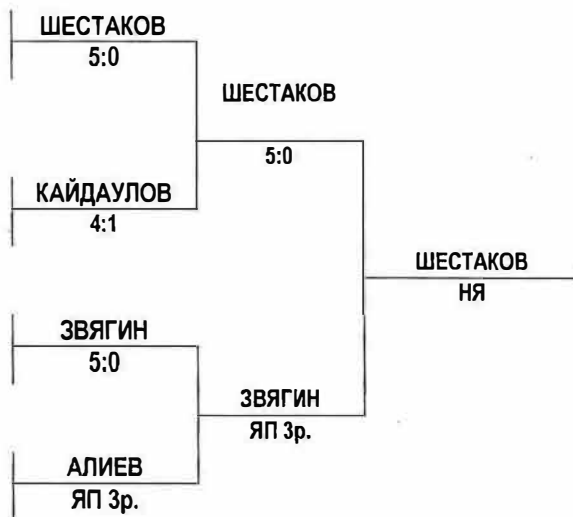 ШЕСТАКОВ
5:0
ШЕСТАКОВ
5:0
КАЙДАУЛОВ
4:1
ШЕСТАКОВ
НЯ
ЗВЯГИН
5:0
ЗВЯГИН
ЯП 3р.
АЛИЕВ
ЯП 3р.